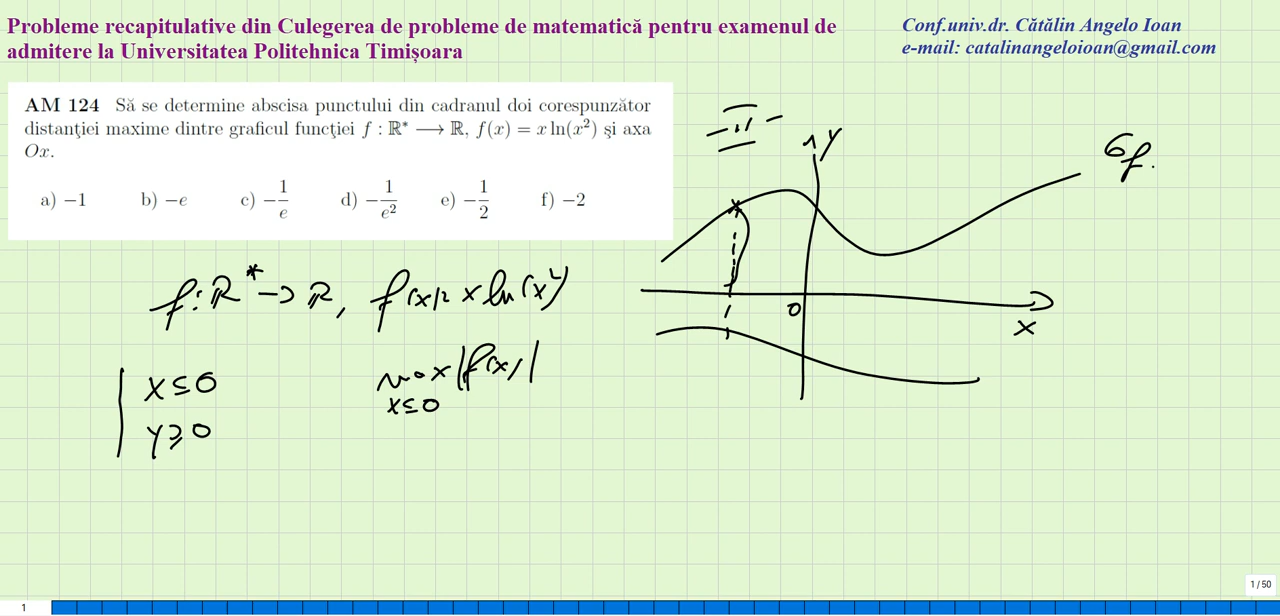 Probleme recapitulative din Culegerea de probleme de matematică pentru examenul de
admitere la Universitatea Politehnica Timișoara
Conf.univ.dr. Cătălin Angelo Ioan
e-mail: catalinangeloioan@gmail.com
AM 124 Să se determine abscisa punctului din cadranul doi corespunzător
distanţiei maxime dintre graficul funcţiei f : ℝ* ⟶ ℝ, f(x) = x ln(x²) şi axa
Ox.
a) −1 b) −e c) −1/e d) −1/e² e) −1/2 f) −2
II
y
Gf.
0
x
f: ℝ* → ℝ, f(x) = x ln(x²)
x ≤ 0
y ≥ 0
max |f(x)|
x ≤ 0
1 / 50
1